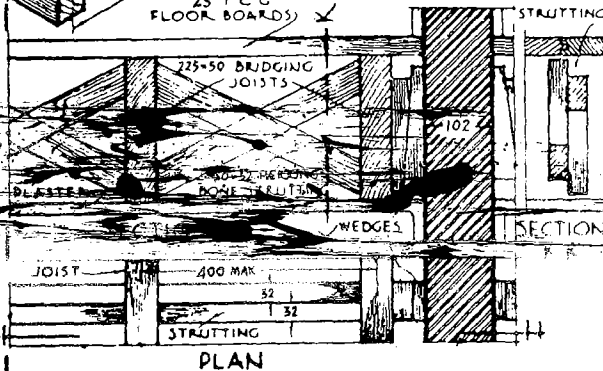 FLOOR BOARDS
STRUTTING
225×50 BRIDGING
JOISTS
102
BONE STRUTTING
WEDGES
SECTION
JOIST
400 MAX
32
32
STRUTTING
PLAN